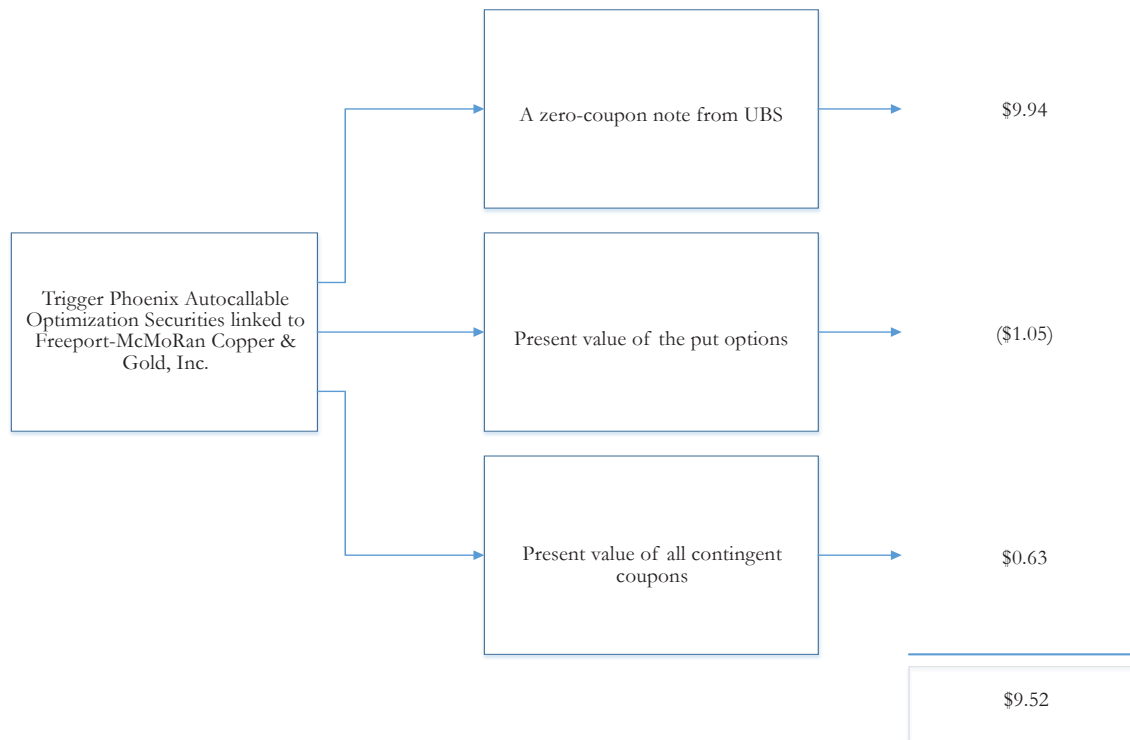 A zero-coupon note from UBS
$9.94
Trigger Phoenix Autocallable
Optimization Securities linked to
Freeport-McMoRan Copper &
Gold, Inc.
Present value of the put options
($1.05)
Present value of all contingent
coupons
$0.63
$9.52